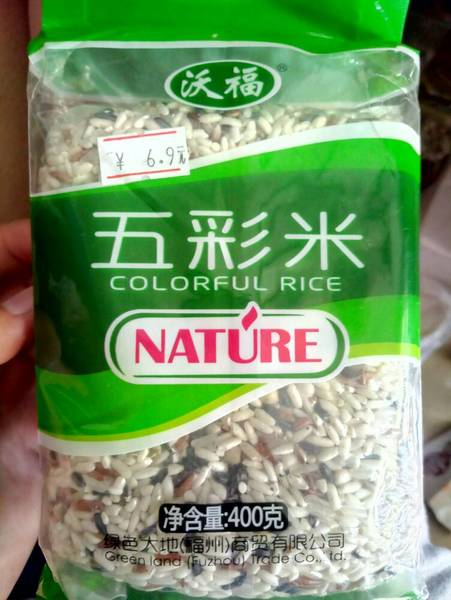 沃福®
¥ 6.9元
五彩米
COLORFUL RICE
NATURE
净含量:400克
绿色大地(福州)商贸有限公司
Green land (Fuzhou) Trade Co., Ltd.